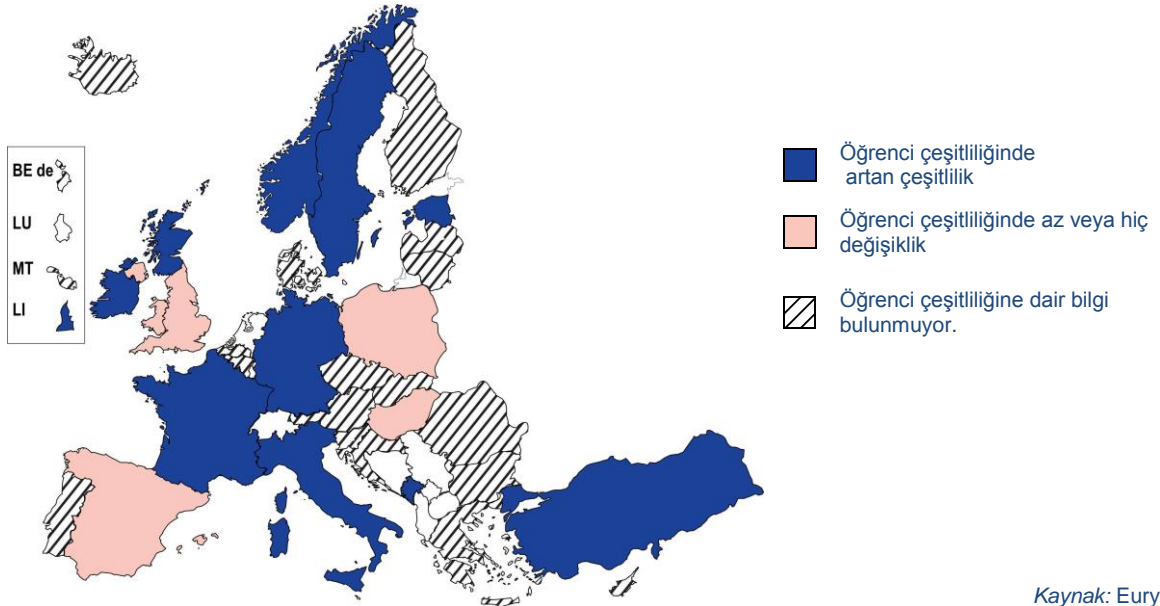 BE de
LU
MT
LI
Öğrenci çeşitliliğinde
artan çeşitlilik
Öğrenci çeşitliliğinde az veya hiç
değişiklik
Öğrenci çeşitliliğine dair bilgi
bulunmuyor.
Kaynak: Eury